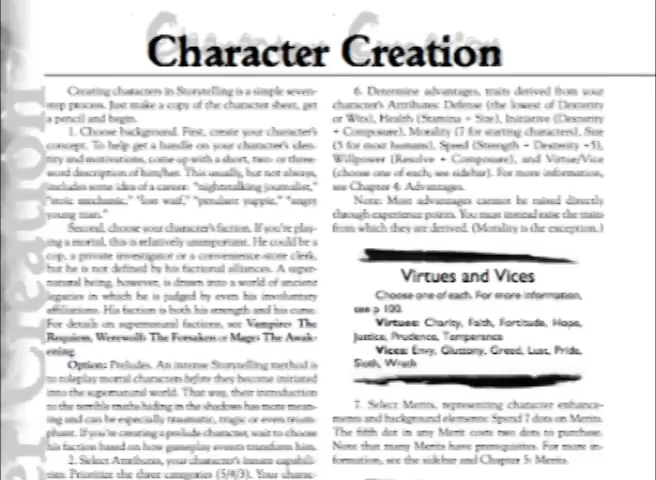 Character Creation
Creating characters in Storytelling is a simple seven-
step process. Just make a copy of the character sheet, get
a pencil and begin.
1. Choose background. First, create your character's
concept. To help get a handle on your character's iden-
tity and motivations, come up with a short, two- or three-
word description of him/her. This usually, but not always,
includes some idea of a career: "nightstalking journalist,"
"stoic mechanic," "lost waif," "petulant yuppie," "angry
young man."
Second, choose your character's faction. If you're play-
ing a mortal, this is relatively unimportant. He could be a
cop, a private investigator or a convenience-store clerk,
but he is not defined by his factional alliances. A super-
natural being, however, is drawn into a world of ancient
legacies in which he is judged by even his involuntary
affiliations. His faction is both his strength and his curse.
For details on supernatural factions, see Vampire: The
Requiem, Werewolf: The Forsaken or Mage: The Awak-
ening.
Option: Preludes. An intense Storytelling method is
to roleplay mortal characters before they become initiated
into the supernatural world. That way, their introduction
to the terrible truths hiding in the shadows has more mean-
ing and can be especially traumatic, tragic or even trium-
phant. If you're creating a prelude character, wait to choose
his faction based on how gameplay events transform him.
2. Select Attributes, your character's innate capabili-
ties. Prioritize the three categories (5/4/3). Your charac-
6. Determine advantages, traits derived from your
character's Attributes: Defense (the lowest of Dexterity
or Wits), Health (Stamina + Size), Initiative (Dexterity
+ Composure), Morality (7 for starting characters), Size
(5 for most humans), Speed (Strength + Dexterity +5),
Willpower (Resolve + Composure), and Virtue/Vice
(choose one of each; see sidebar). For more information,
see Chapter 4: Advantages.
Note: Most advantages cannot be raised directly
through experience points. You must instead raise the traits
from which they are derived. (Morality is the exception.)
Virtues and Vices
Choose one of each. For more information,
see p 100.
Virtues: Charity, Faith, Fortitude, Hope,
Justice, Prudence, Temperance
Vices: Envy, Gluttony, Greed, Lust, Pride,
Sloth, Wrath
7. Select Merits, representing character enhance-
ments and background elements: Spend 7 dots on Merits.
The fifth dot in any Merit costs two dots to purchase.
Note that many Merits have prerequisites. For more in-
formation, see the sidebar and Chapter 5: Merits.